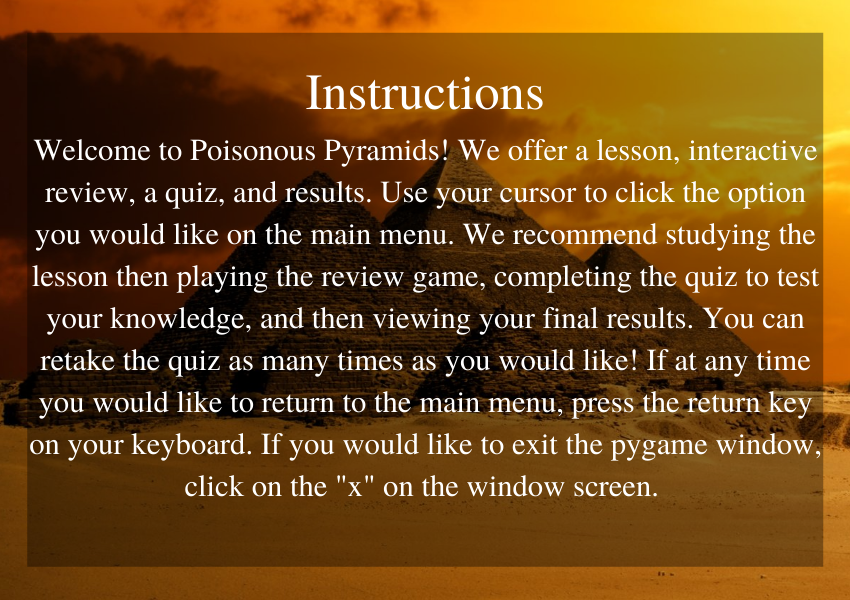 Instructions
Welcome to Poisonous Pyramids! We offer a lesson, interactive
review, a quiz, and results. Use your cursor to click the option
you would like on the main menu. We recommend studying the
lesson then playing the review game, completing the quiz to test
your knowledge, and then viewing your final results. You can
retake the quiz as many times as you would like! If at any time
you would like to return to the main menu, press the return key
on your keyboard. If you would like to exit the pygame window,
click on the "x" on the window screen.